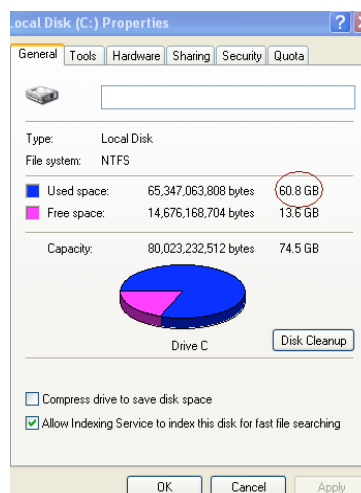 ocal Disk (C:) Properties
General Tools Hardware Sharing Security Quota
Type: Local Disk
File system: NTFS
Used space: 65,347,063,808 bytes 60.8 GB
Free space: 14,676,168,704 bytes 13.6 GB
Capacity: 80,023,232,512 bytes 74.5 GB
Drive C
Disk Cleanup
Compress drive to save disk space
Allow Indexing Service to index this disk for fast file searching
OK Cancel Apply